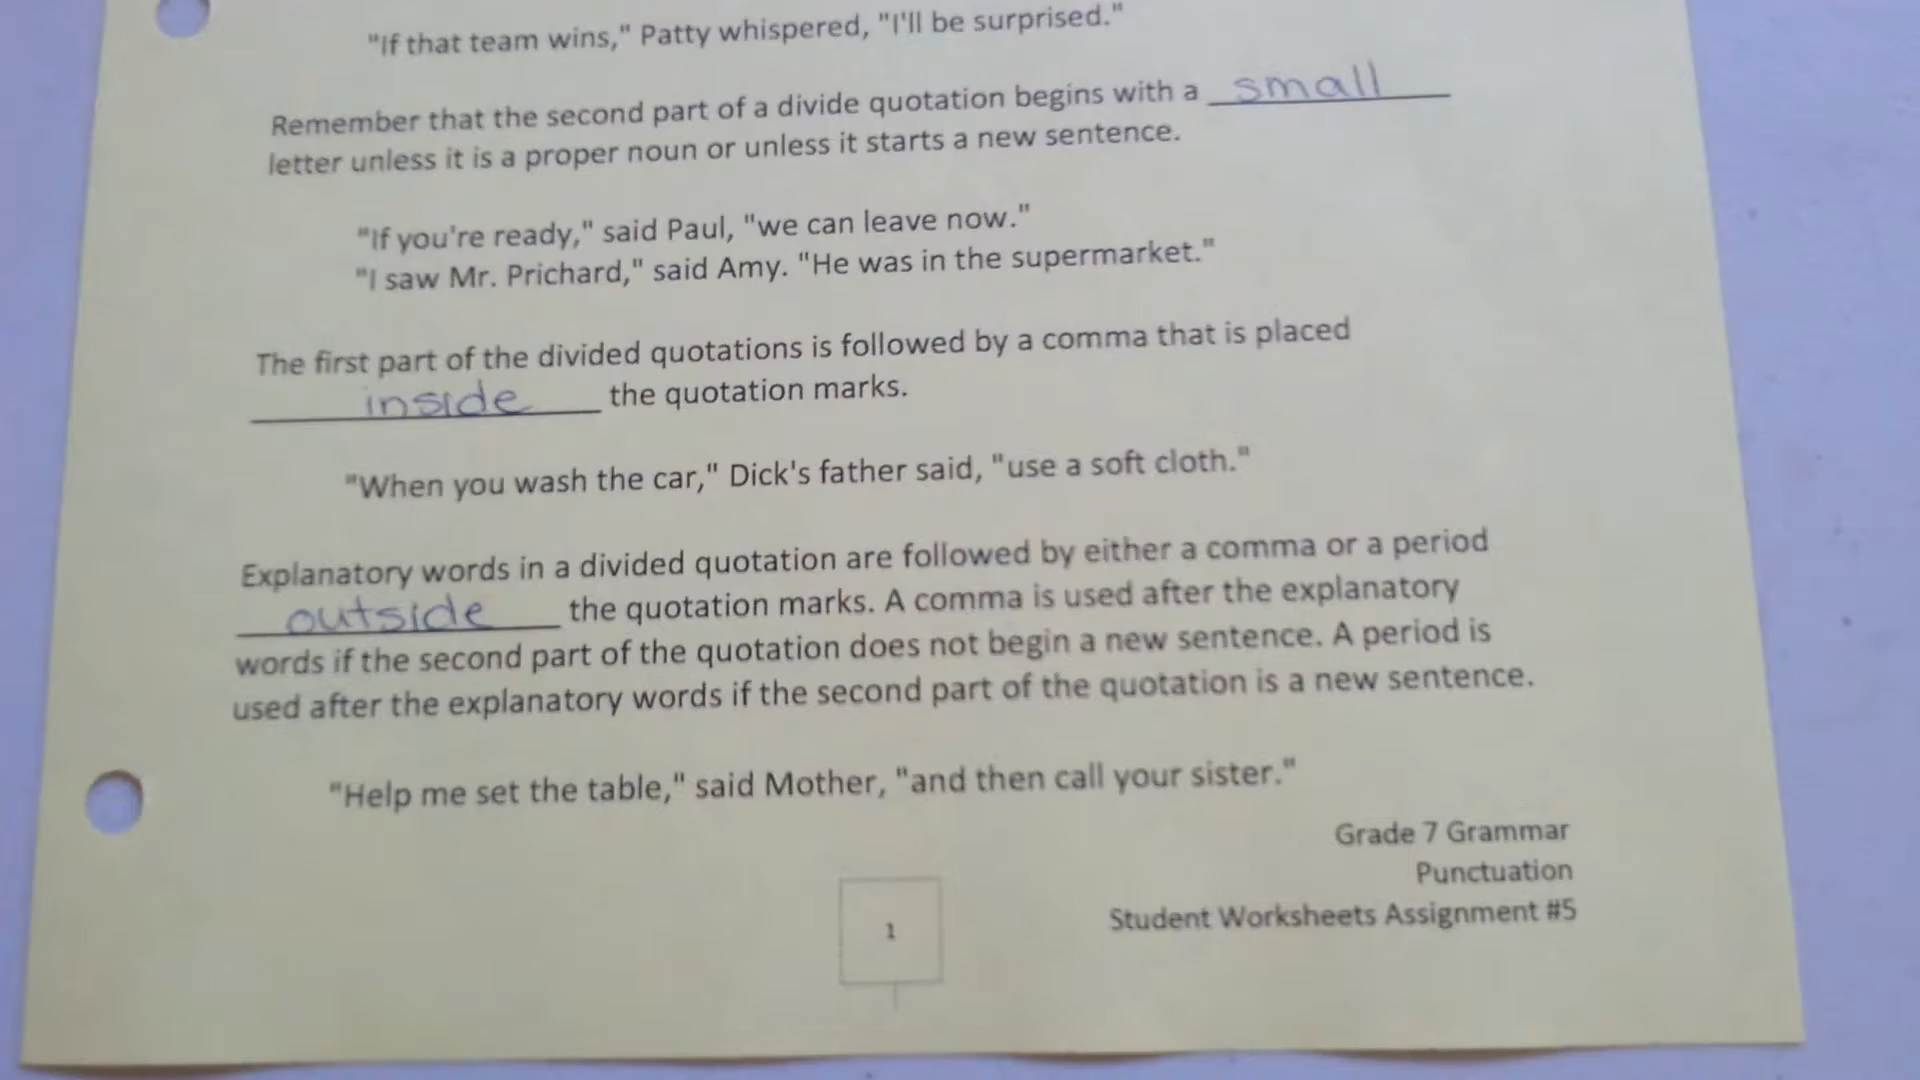 "If that team wins," Patty whispered, "I'll be surprised."
Remember that the second part of a divide quotation begins with a small
letter unless it is a proper noun or unless it starts a new sentence.
"If you're ready," said Paul, "we can leave now."
"I saw Mr. Prichard," said Amy. "He was in the supermarket."
The first part of the divided quotations is followed by a comma that is placed
inside the quotation marks.
"When you wash the car," Dick's father said, "use a soft cloth."
Explanatory words in a divided quotation are followed by either a comma or a period
outside the quotation marks. A comma is used after the explanatory
words if the second part of the quotation does not begin a new sentence. A period is
used after the explanatory words if the second part of the quotation is a new sentence.
"Help me set the table," said Mother, "and then call your sister."
Grade 7 Grammar
Punctuation
Student Worksheets Assignment #5
1